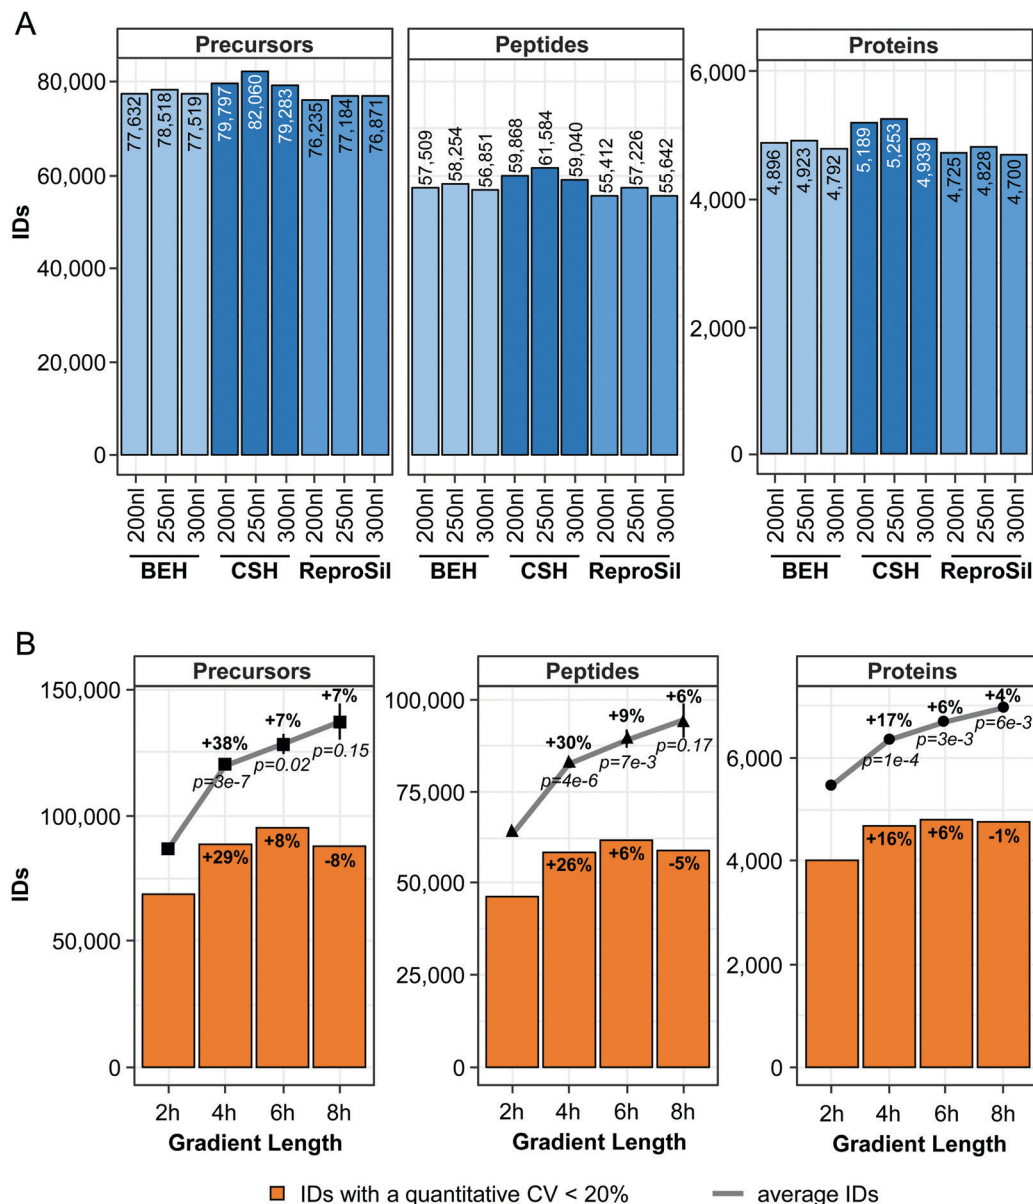 A
Precursors
Peptides
Proteins
IDs
80,000
60,000
40,000
20,000
0
77,632
78,518
77,519
79,797
82,060
79,283
76,235
77,184
76,871
57,509
58,254
56,851
59,868
61,584
59,040
55,412
57,226
55,642
6,000
4,000
2,000
0
4,896
4,923
4,792
5,189
5,253
4,939
4,725
4,828
4,700
200nl 250nl 300nl 200nl 250nl 300nl 200nl 250nl 300nl
BEH CSH ReproSil
200nl 250nl 300nl 200nl 250nl 300nl 200nl 250nl 300nl
BEH CSH ReproSil
200nl 250nl 300nl 200nl 250nl 300nl 200nl 250nl 300nl
BEH CSH ReproSil
B
Precursors
IDs
150,000
100,000
50,000
0
+38%
p=3e-7
+7%
p=0.02
+7%
p=0.15
+29%
+8%
-8%
2h 4h 6h 8h
Gradient Length
Peptides
100,000
75,000
50,000
25,000
0
+30%
p=4e-6
+9%
p=7e-3
+6%
p=0.17
+26%
+6%
-5%
2h 4h 6h 8h
Gradient Length
Proteins
6,000
4,000
2,000
0
+17%
p=1e-4
+6%
p=3e-3
+4%
p=6e-3
+16%
+6%
-1%
2h 4h 6h 8h
Gradient Length
IDs with a quantitative CV < 20%
average IDs